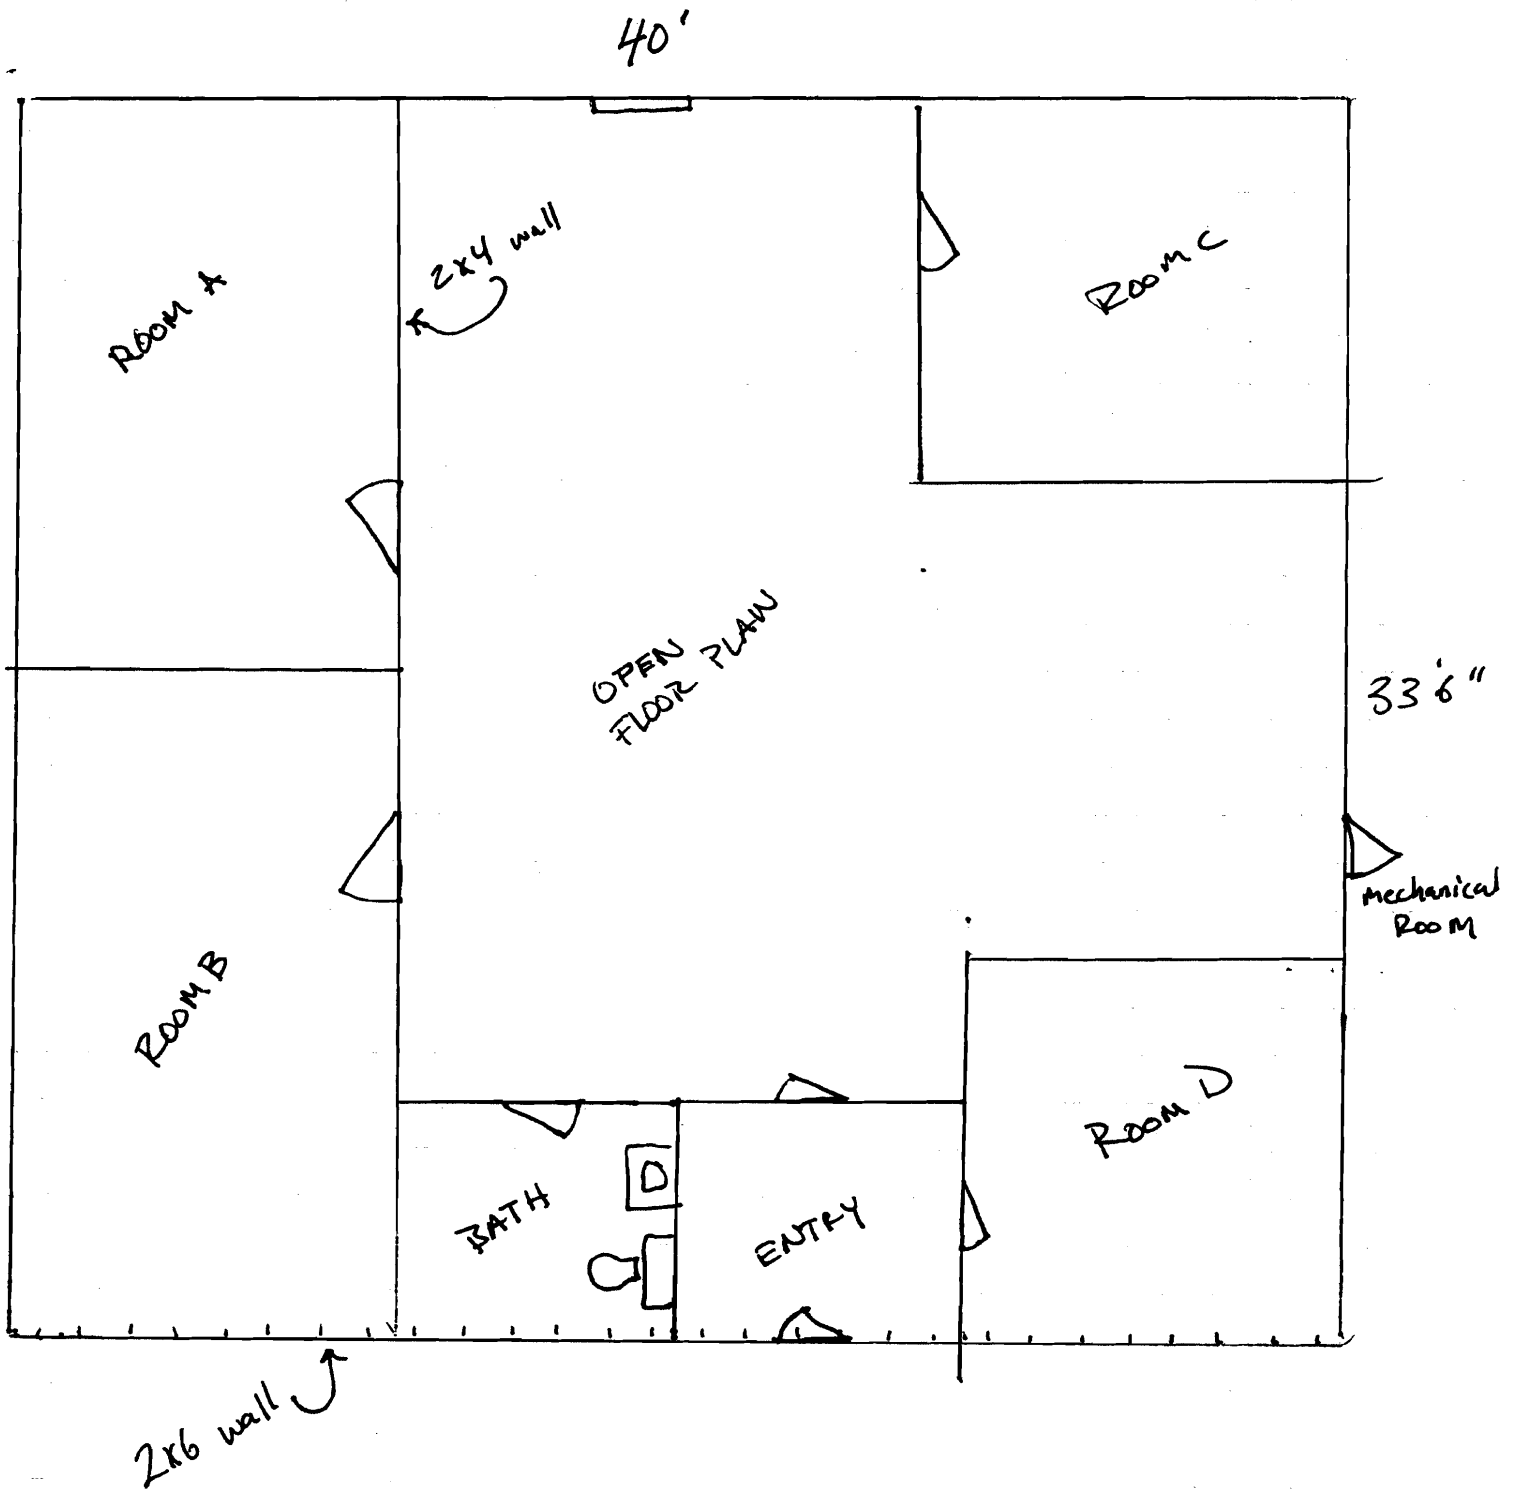 40'
2x4 wall
ROOM A
ROOM C
OPEN
FLOOR PLAN
33'6"
Mechanical
ROOM
ROOM B
ROOM D
BATH
ENTRY
2x6 wall